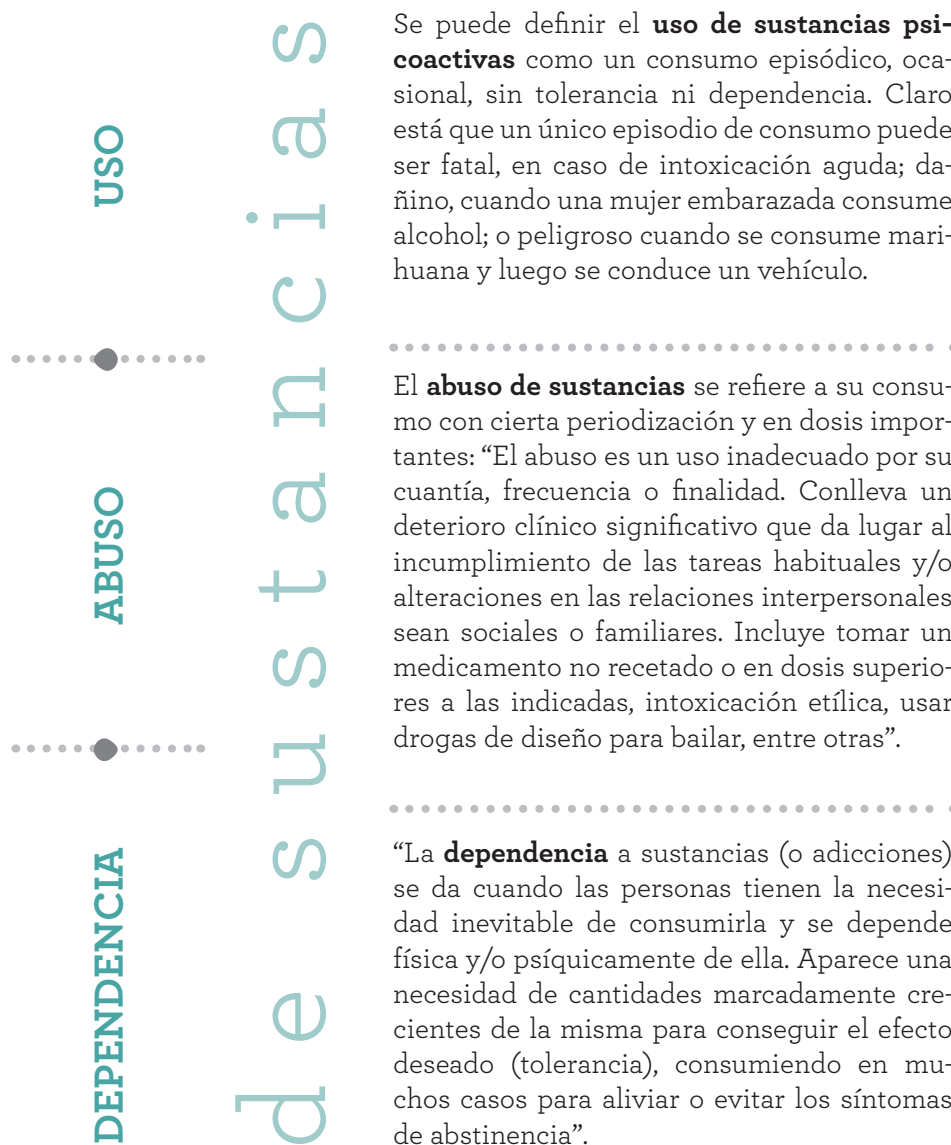 USO
ABUSO
DEPENDENCIA
de sustancias
Se puede definir el uso de sustancias psi-
coactivas como un consumo episódico, oca-
sional, sin tolerancia ni dependencia. Claro
está que un único episodio de consumo puede
ser fatal, en caso de intoxicación aguda; da-
ñino, cuando una mujer embarazada consume
alcohol; o peligroso cuando se consume mari-
huana y luego se conduce un vehículo.
El abuso de sustancias se refiere a su consu-
mo con cierta periodización y en dosis impor-
tantes: “El abuso es un uso inadecuado por su
cuantía, frecuencia o finalidad. Conlleva un
deterioro clínico significativo que da lugar al
incumplimiento de las tareas habituales y/o
alteraciones en las relaciones interpersonales
sean sociales o familiares. Incluye tomar un
medicamento no recetado o en dosis superio-
res a las indicadas, intoxicación etílica, usar
drogas de diseño para bailar, entre otras”.
“La dependencia a sustancias (o adicciones)
se da cuando las personas tienen la necesi-
dad inevitable de consumirla y se depende
física y/o psíquicamente de ella. Aparece una
necesidad de cantidades marcadamente cre-
cientes de la misma para conseguir el efecto
deseado (tolerancia), consumiendo en mu-
chos casos para aliviar o evitar los síntomas
de abstinencia”.